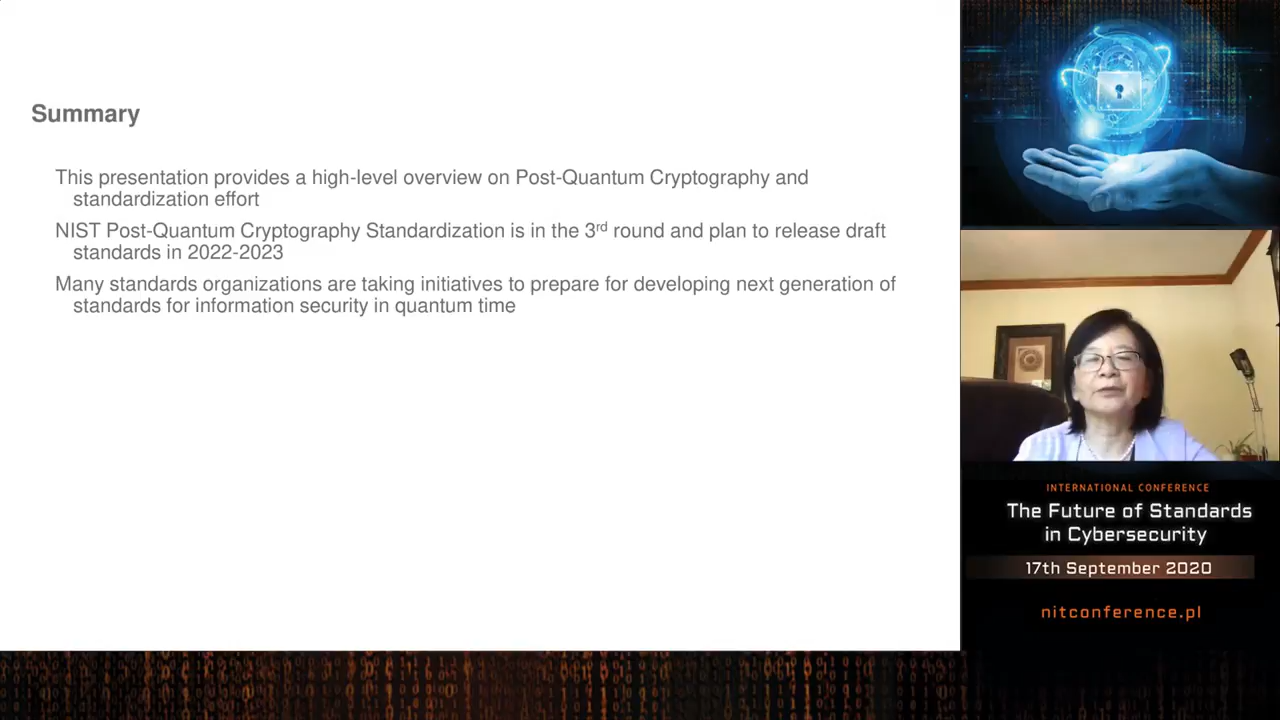 Summary
This presentation provides a high-level overview on Post-Quantum Cryptography and
standardization effort
NIST Post-Quantum Cryptography Standardization is in the 3rd round and plan to release draft
standards in 2022-2023
Many standards organizations are taking initiatives to prepare for developing next generation of
standards for information security in quantum time
INTERNATIONAL CONFERENCE
The Future of Standards
in Cybersecurity
17th September 2020
nitconference.pl